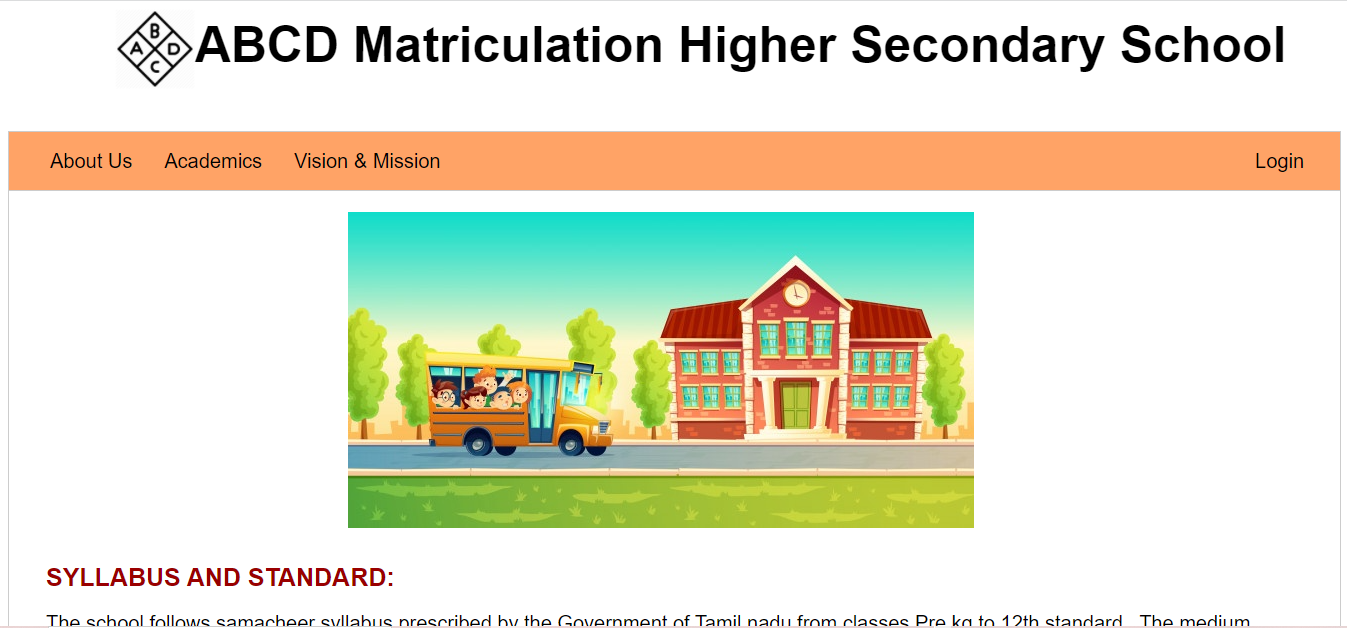 B
A D
C
ABCD Matriculation Higher Secondary School
About Us Academics Vision & Mission Login
SYLLABUS AND STANDARD:
The school follows samacheer syllabus prescribed by the Government of Tamil nadu from classes Pre kg to 12th standard. The medium